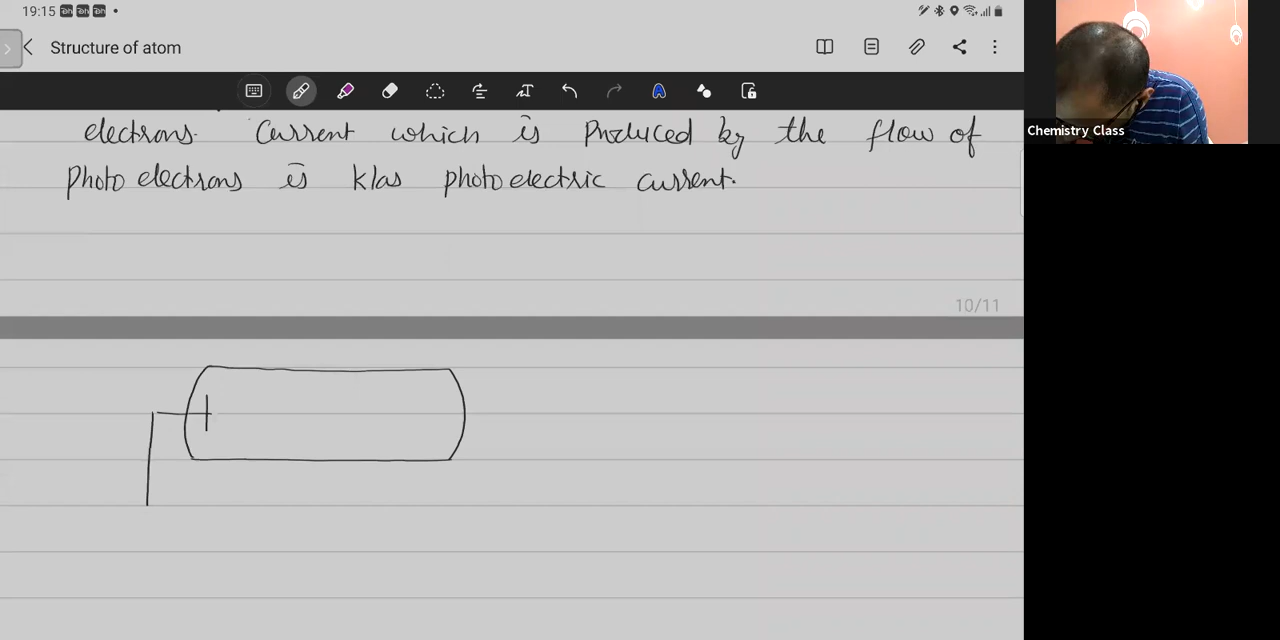 19:15
Structure of atom
electrons. Current which is Produced by the flow of
Photo electrons is k/as photoelectric current.
10/11
Chemistry Class